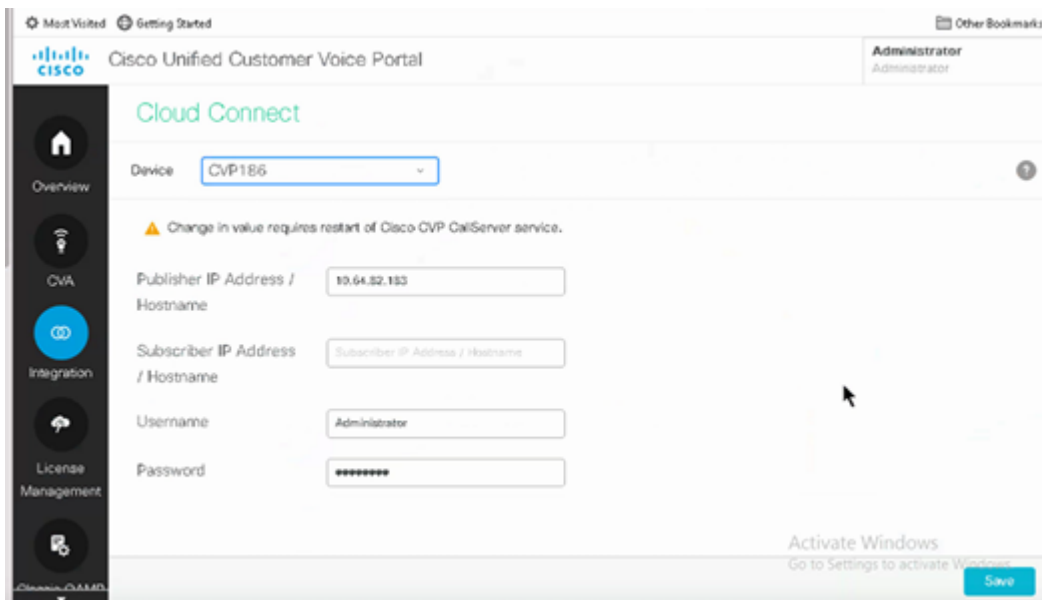 Most Visited Getting Started Other Bookmarks
CISCO Cisco Unified Customer Voice Portal Administrator
Administrator
Cloud Connect
Device CVP186
Overview
Change in value requires restart of Cisco CVP CallServer service.
CVA
Publisher IP Address / Hostname 10.64.82.183
Integration
Subscriber IP Address / Hostname Subscriber IP Address / Hostname
Username Administrator
License Management
Password
Activate Windows
Go to Settings to activate Windows.
Classic OAMP
Save